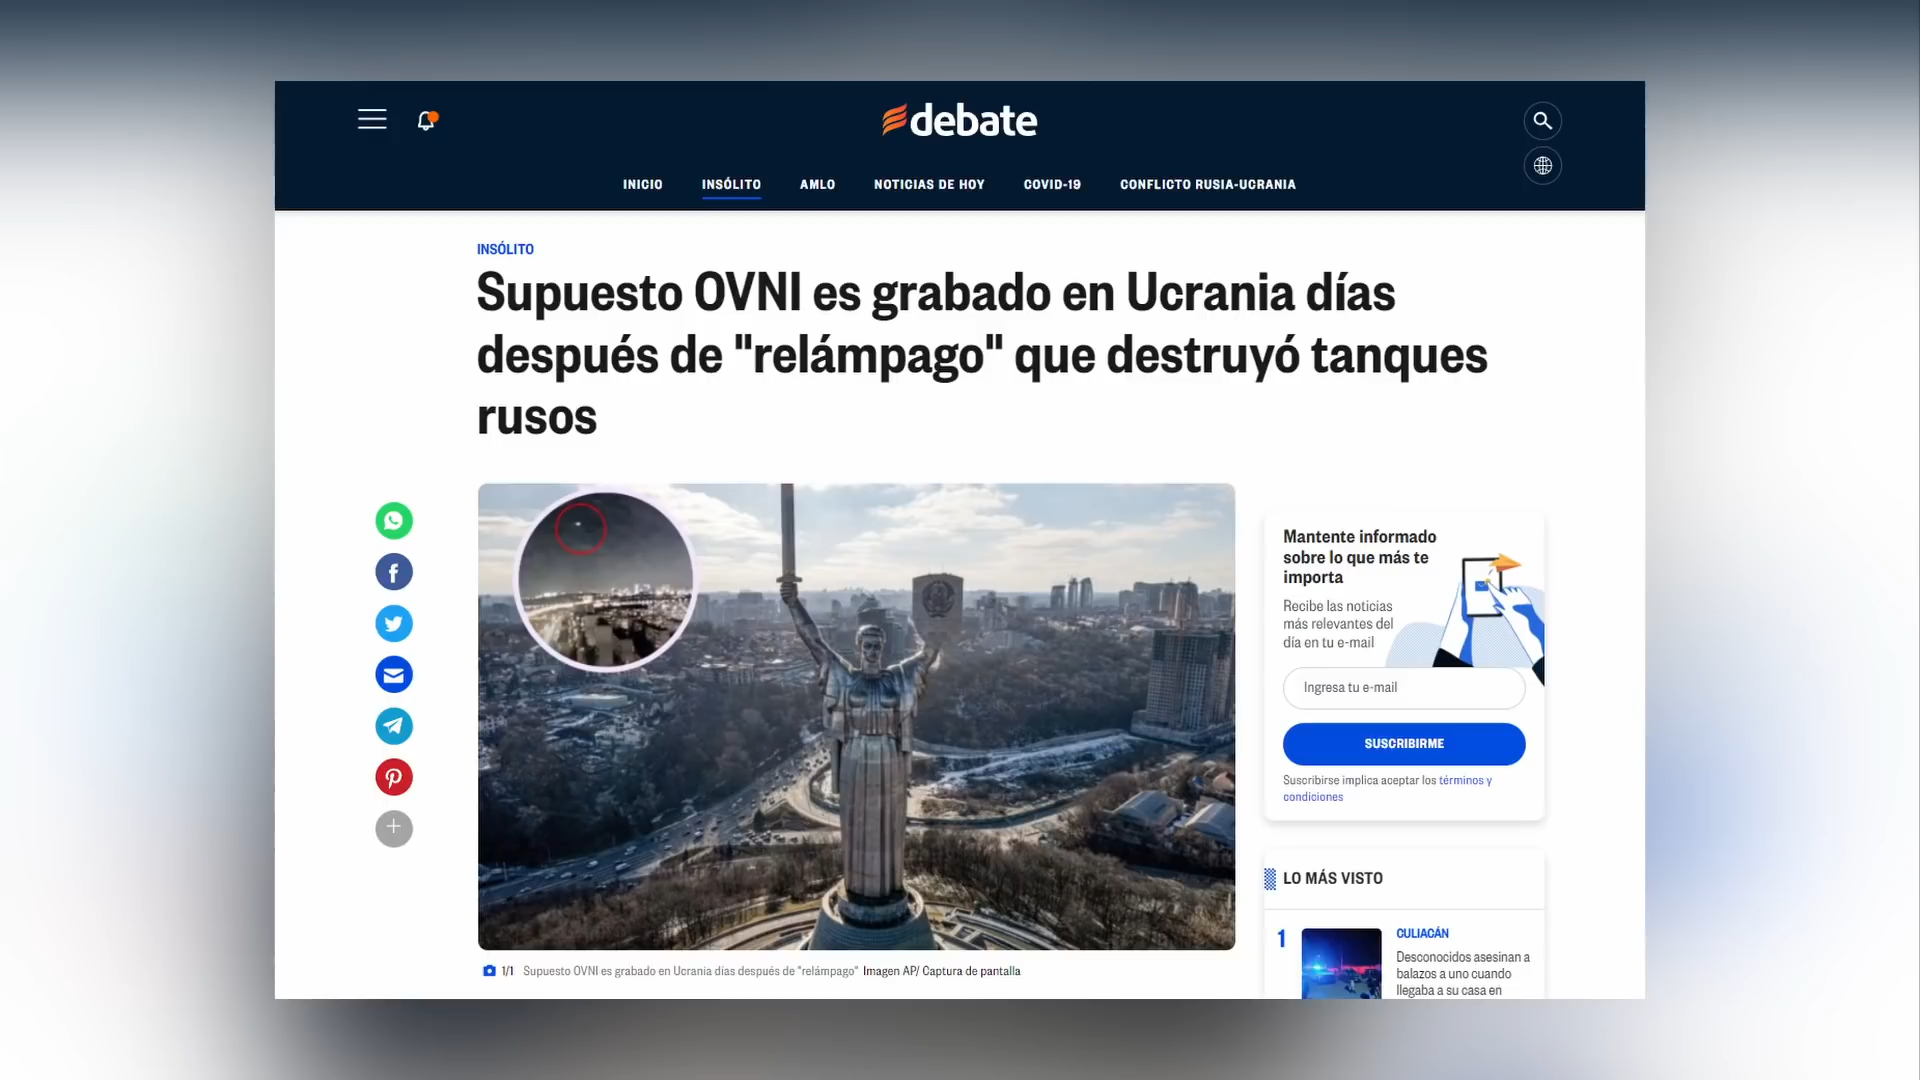 debate
INICIO
INSÓLITO
AMLO
NOTICIAS DE HOY
COVID-19
CONFLICTO RUSIA-UCRANIA
INSÓLITO
Supuesto OVNI es grabado en Ucrania días
después de "relámpago" que destruyó tanques
rusos
Mantente informado
sobre lo que más te
importa
Recibe las noticias
más relevantes del
día en tu e-mail
Ingresa tu e-mail
SUSCRIBIRME
Suscribirse implica aceptar los términos y
condiciones
LO MÁS VISTO
1
CULIACÁN
Desconocidos asesinan a
balazos a uno cuando
llegaba a su casa en
1/1 Supuesto OVNI es grabado en Ucrania días después de "relámpago" Imagen AP/ Captura de pantalla